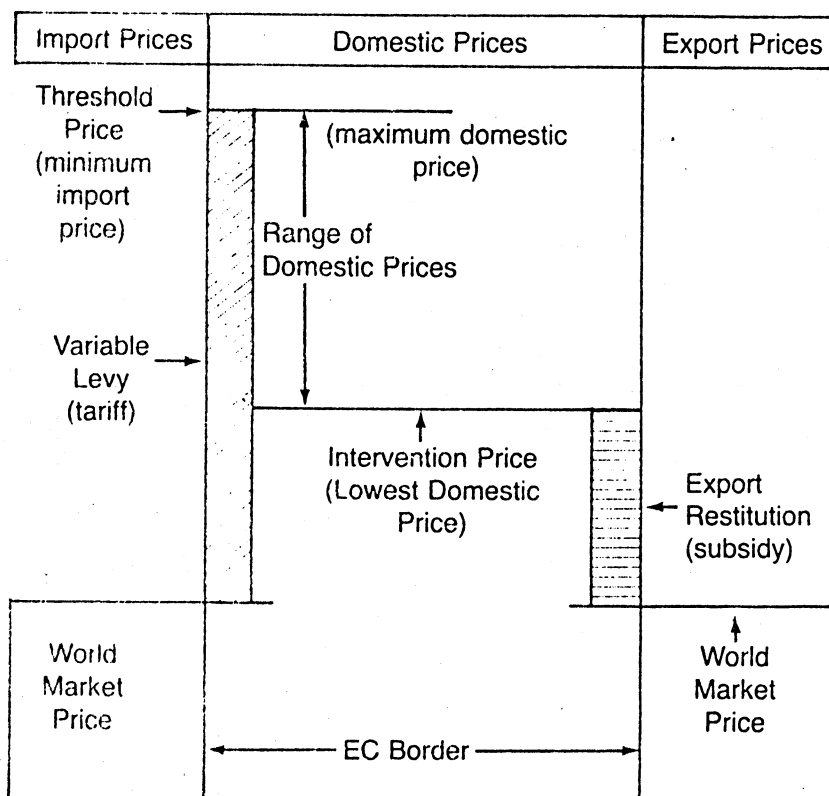 Import Prices
Domestic Prices
Export Prices
Threshold
Price
(minimum
import
price)
(maximum domestic
price)
Range of
Domestic Prices
Variable
Levy
(tariff)
Intervention Price
(Lowest Domestic
Price)
Export
Restitution
(subsidy)
World
Market
Price
World
Market
Price
EC Border